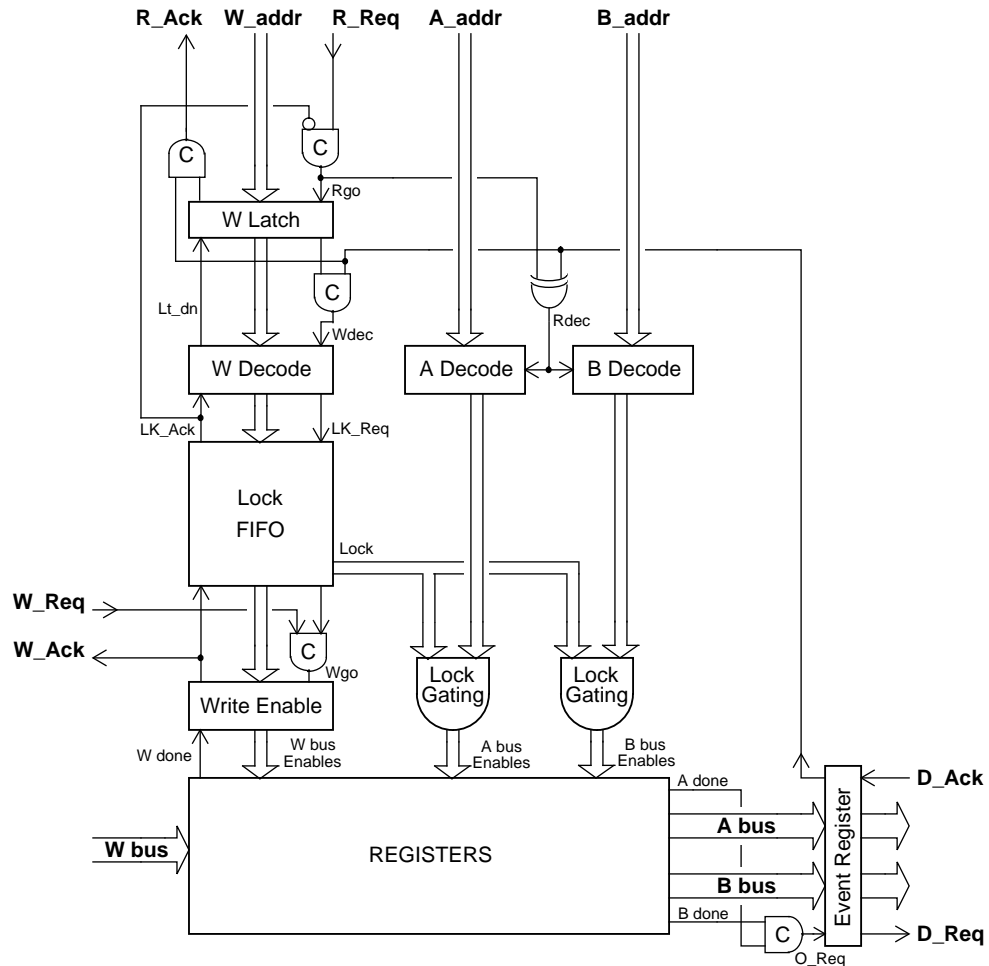 R_Ack W_addr R_Req A_addr B_addr
C
C
Rgo
W Latch
C
Lt_dn
Wdec
Rdec
W Decode
A Decode
B Decode
LK_Ack
LK_Req
Lock
FIFO
Lock
W_Req
W_Ack
C
Wgo
Lock
Gating
Lock
Gating
Write Enable
W done
W bus
Enables
A bus
Enables
B bus
Enables
A done
D_Ack
A bus
W bus
REGISTERS
B bus
Event Register
B done
C
D_Req
O_Req